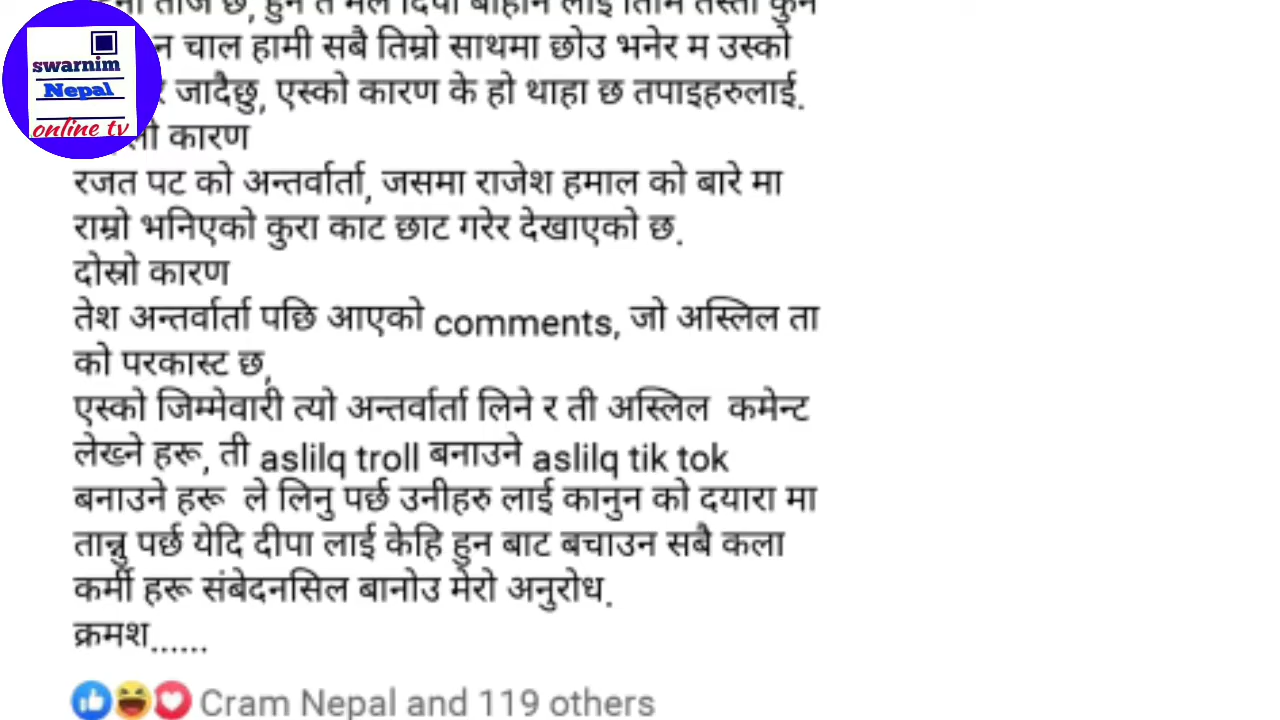 swarnim
Nepal
online tv
चाल हामी सबै तिम्रो साथमा छोउ भनेर म उस्को
जादैछु, एस्को कारण के हो थाहा छ तपाइहरुलाई.
कारण
रजत पट को अन्तर्वार्ता, जसमा राजेश हमाल को बारे मा
राम्रो भनिएको कुरा काट छाट गरेर देखाएको छ.
दोस्रो कारण
तेश अन्तर्वार्ता पछि आएको comments, जो अस्लिल ता
को परकास्ट छ,
एस्को जिम्मेवारी त्यो अन्तर्वार्ता लिने र ती अस्लिल कमेन्ट
लेख्ने हरू, ती aslilq troll बनाउने aslilq tik tok
बनाउने हरू ले लिनु पर्छ उनीहरु लाई कानुन को दयारा मा
तान्नु पर्छ येदि दीपा लाई केहि हुन बाट बचाउन सबै कला
कर्मी हरू संबेदनसिल बानोउ मेरो अनुरोध.
क्रमश......
Cram Nepal and 119 others